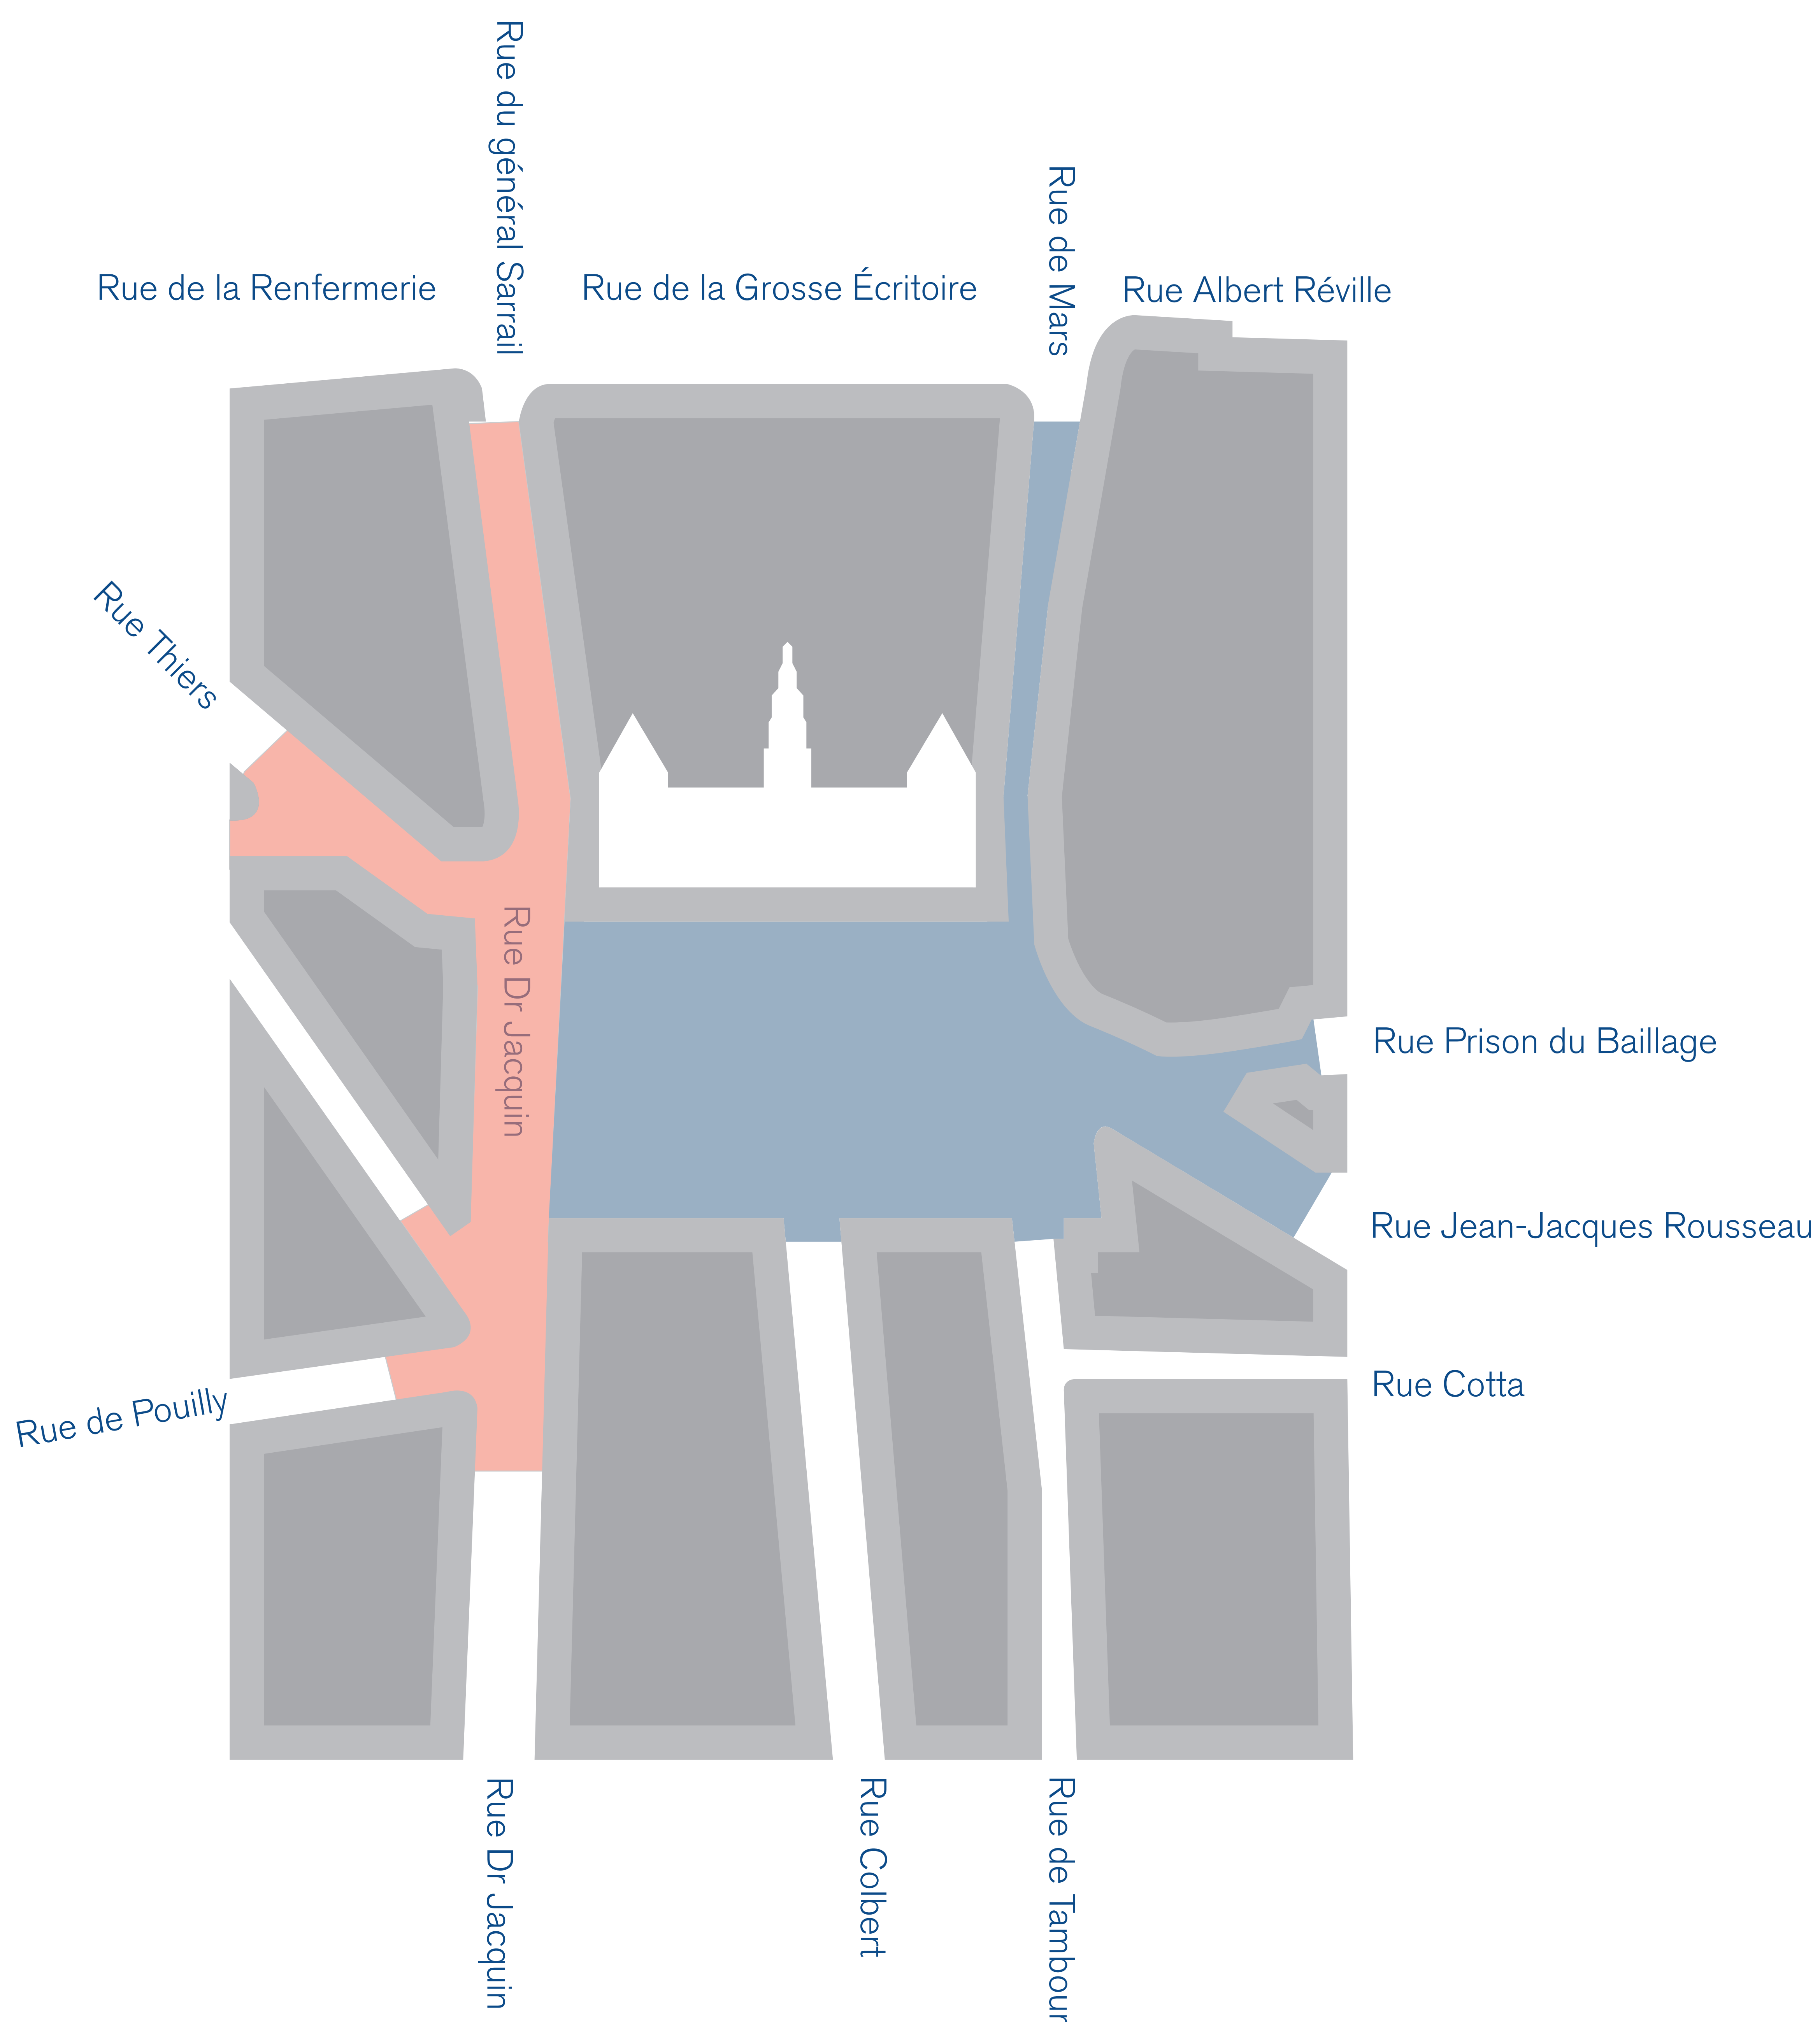 Rue du général Sarrail
Rue de Mars
Rue de la Renfermerie
Rue de la Grosse Écritoire
Rue Albert Réville
Rue Thiers
Rue Dr Jacquin
Rue Prison du Baillage
Rue Jean-Jacques Rousseau
Rue Cotta
Rue de Pouilly
Rue Dr Jacquin
Rue Colbert
Rue de Tambour